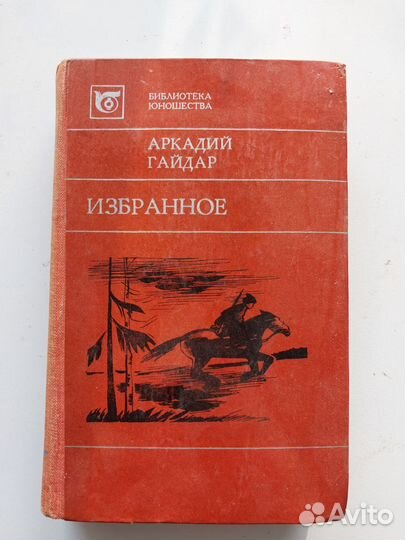 БИБЛИОТЕКА
ЮНОШЕСТВА
АРКАДИЙ
ГАЙДАР
ИЗБРАННОЕ
Avito